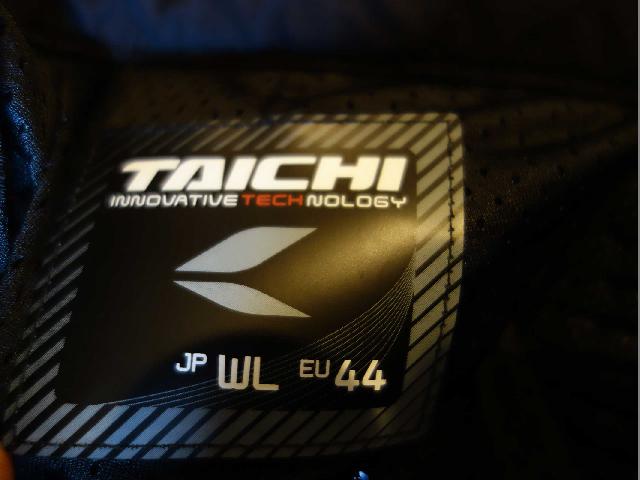 TAICHI
INNOVATIVE TECHNOLOGY
JP WL EU 44